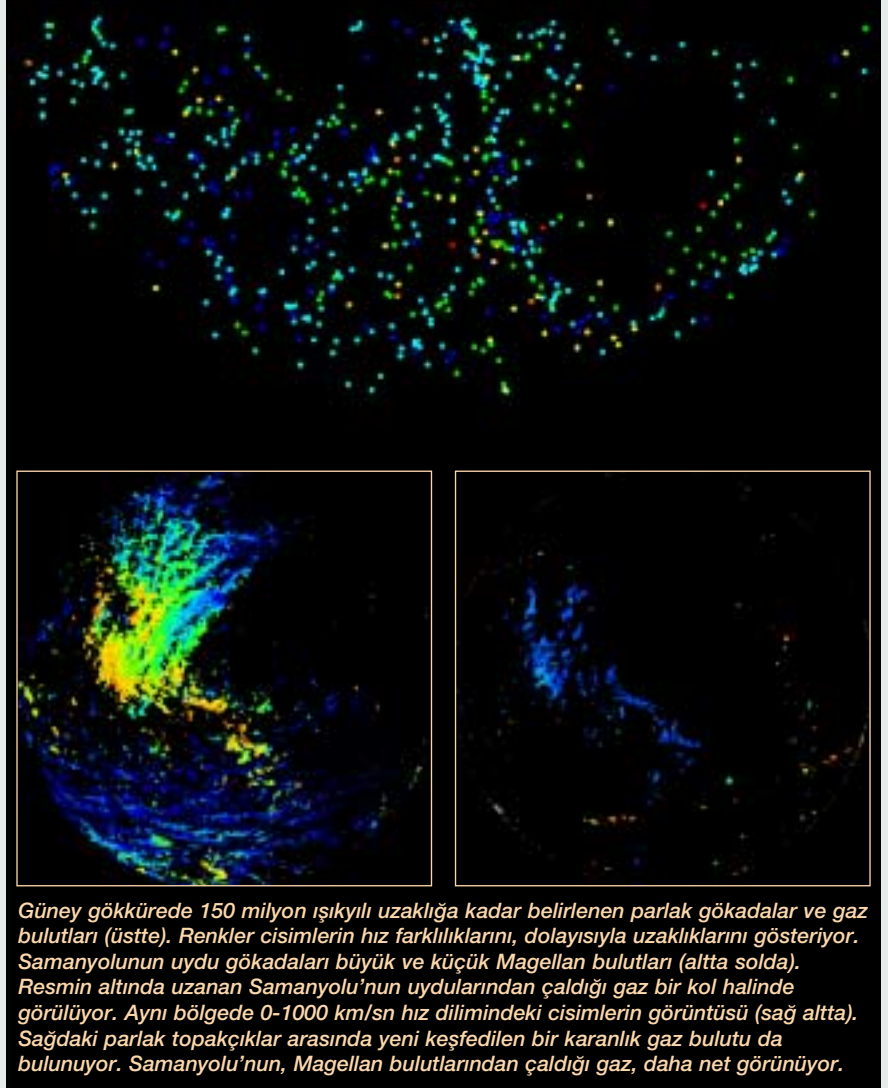 Güney gökkürede 150 milyon ışıkyılı uzaklığa kadar belirlenen parlak gökadalar ve gaz
bulutları (üstte). Renkler cisimlerin hız farklılıklarını, dolayısıyla uzaklıklarını gösteriyor.
Samanyolunun uydu gökadaları büyük ve küçük Magellan bulutları (altta solda).
Resmin altında uzanan Samanyolu’nun uydularından çaldığı gaz bir kol halinde
görülüyor. Aynı bölgede 0-1000 km/sn hız dilimindeki cisimlerin görüntüsü (sağ altta).
Sağdaki parlak topakçıklar arasında yeni keşfedilen bir karanlık gaz bulutu da
bulunuyor. Samanyolu’nun, Magellan bulutlarından çaldığı gaz, daha net görünüyor.